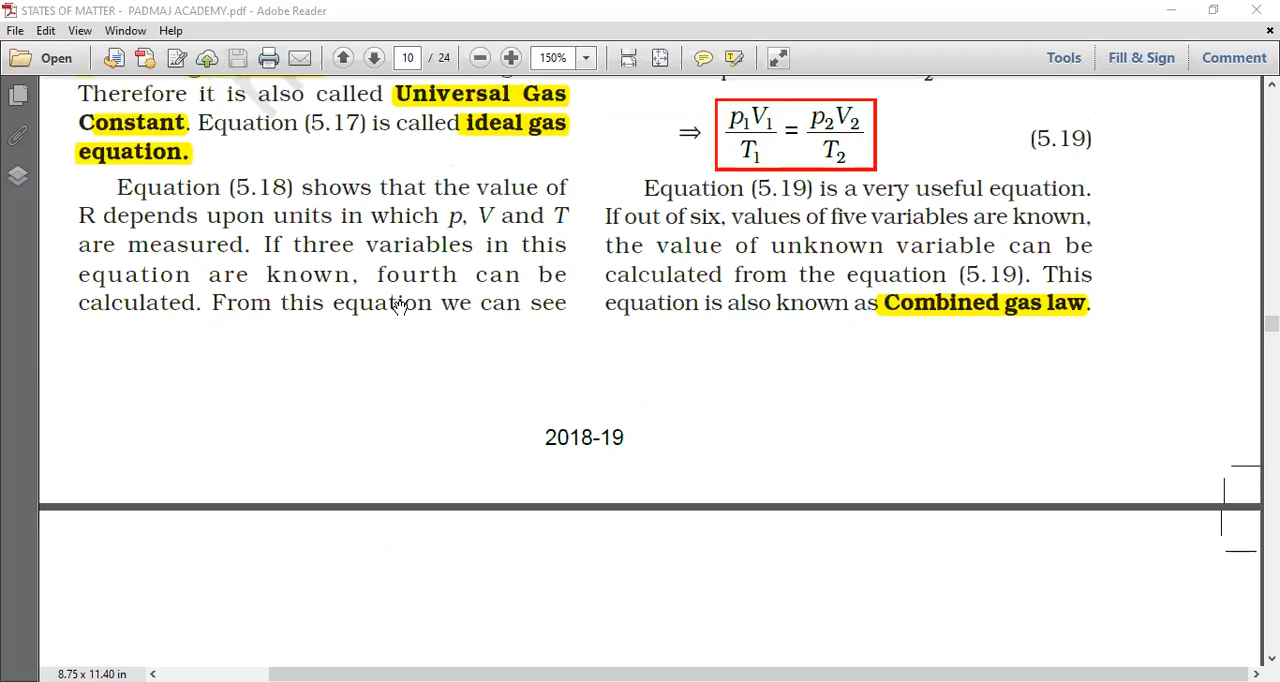 STATES OF MATTER - PADMAJ ACADEMY.pdf - Adobe Reader
File Edit View Window Help
Open 10 / 24 150% Tools Fill & Sign Comment
Therefore it is also called Universal Gas
Constant. Equation (5.17) is called ideal gas
equation.
Equation (5.18) shows that the value of
R depends upon units in which p, V and T
are measured. If three variables in this
equation are known, fourth can be
calculated. From this equation we can see
2
⇒ p₁V₁/T₁ = p₂V₂/T₂ (5.19)
Equation (5.19) is a very useful equation.
If out of six, values of five variables are known,
the value of unknown variable can be
calculated from the equation (5.19). This
equation is also known as Combined gas law.
2018-19
8.75 x 11.40 in